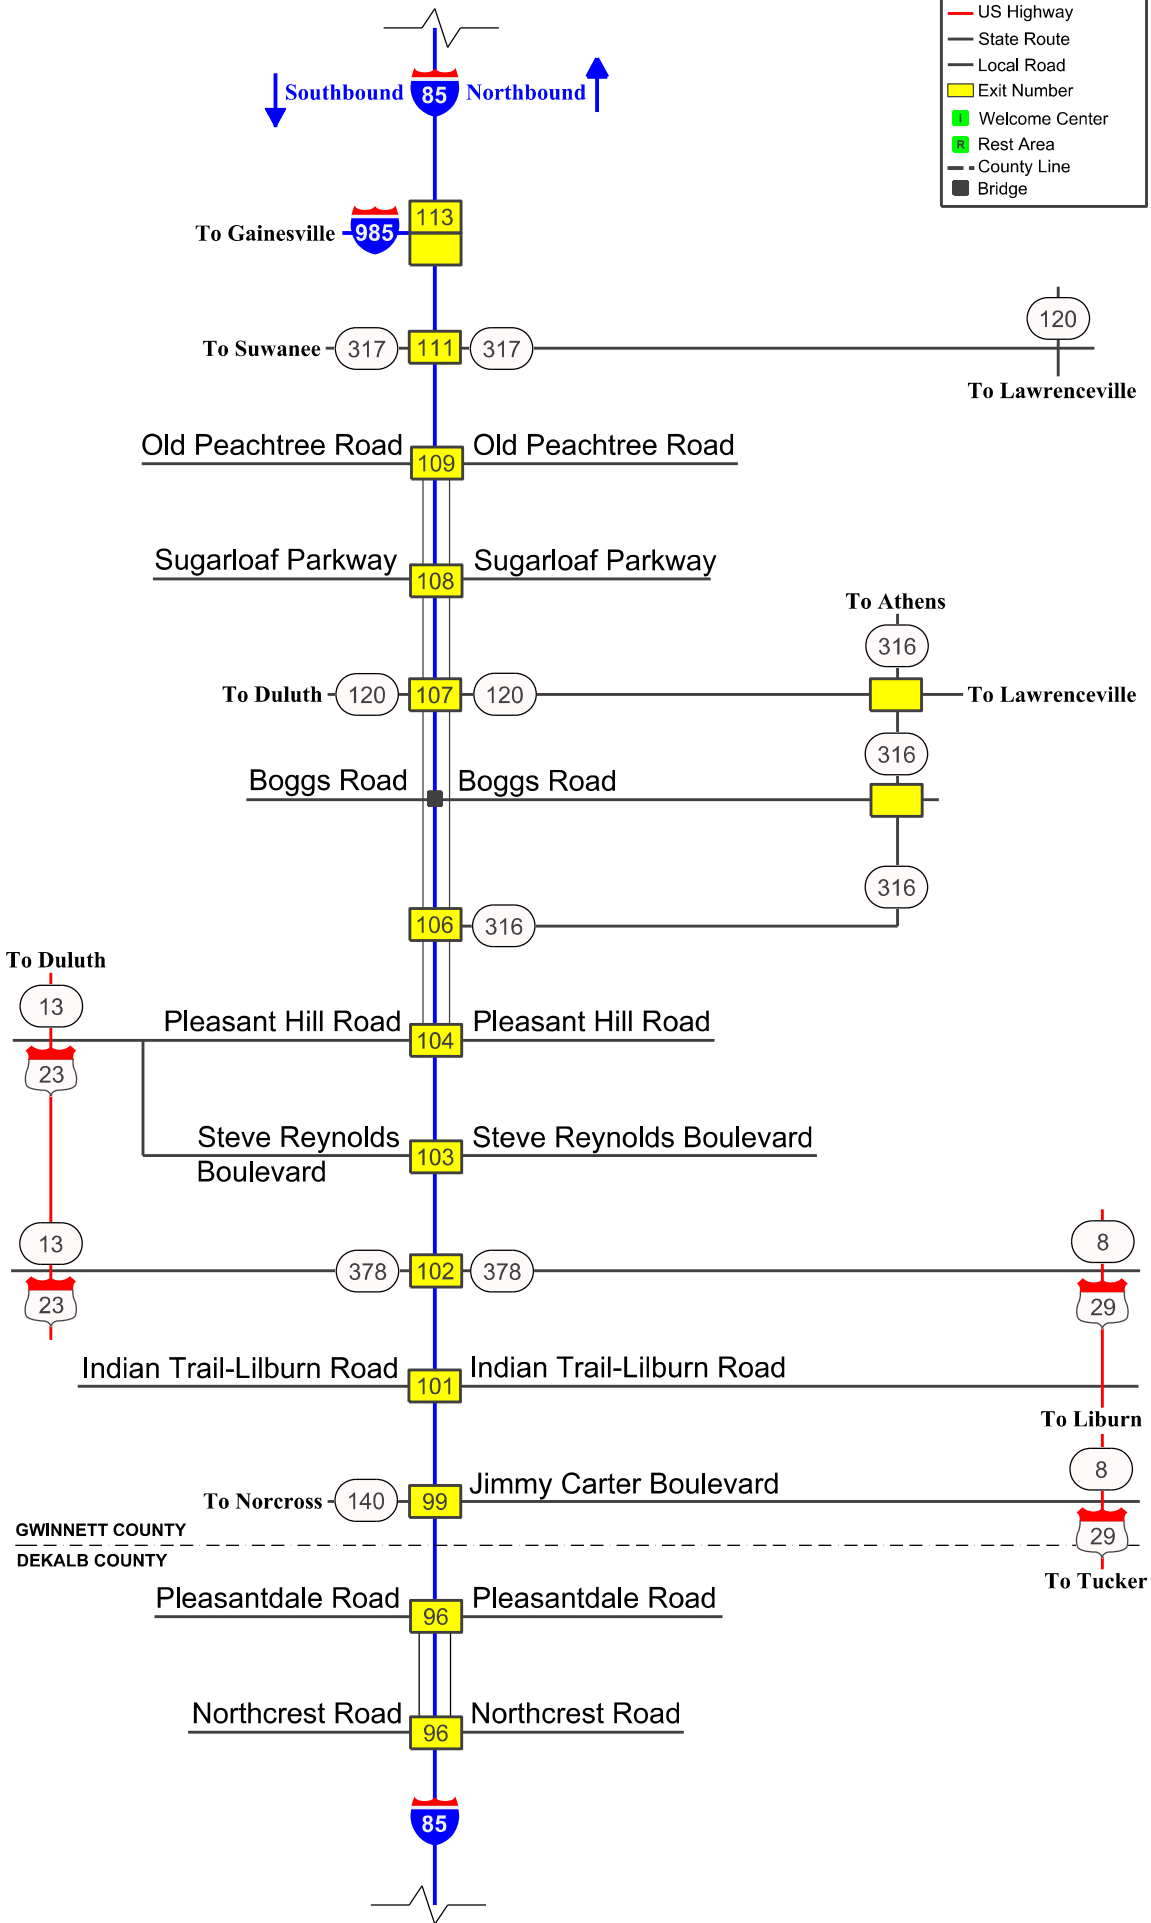 US Highway
State Route
Local Road
Exit Number
i Welcome Center
R Rest Area
County Line
Bridge
Southbound 85 Northbound
113
To Gainesville 985
120
To Suwanee 317 111 317
To Lawrenceville
Old Peachtree Road 109 Old Peachtree Road
Sugarloaf Parkway 108 Sugarloaf Parkway
To Athens
316
To Duluth 120 107 120 To Lawrenceville
316
Boggs Road Boggs Road
316
106 316
To Duluth
13
Pleasant Hill Road 104 Pleasant Hill Road
23
Steve Reynolds 103 Steve Reynolds Boulevard
Boulevard
13 8
378 102 378
23 29
Indian Trail-Lilburn Road 101 Indian Trail-Lilburn Road
To Liburn
8
To Norcross 140 99 Jimmy Carter Boulevard
GWINNETT COUNTY
29
DEKALB COUNTY
To Tucker
Pleasantdale Road 96 Pleasantdale Road
Northcrest Road 96 Northcrest Road
85